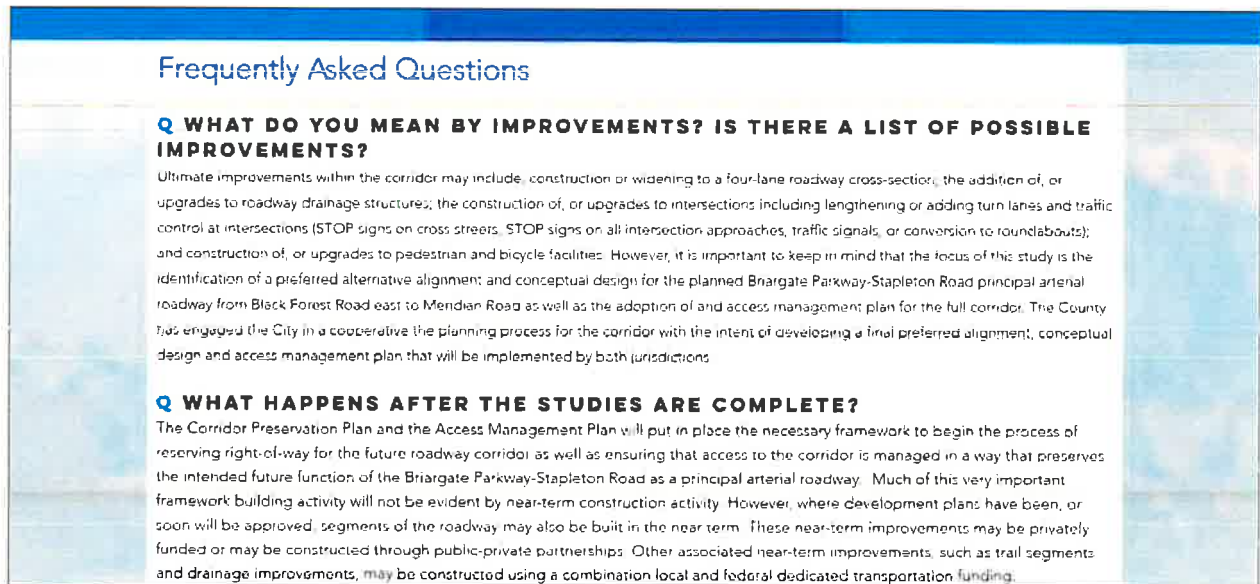 Frequently Asked Questions
Q WHAT DO YOU MEAN BY IMPROVEMENTS? IS THERE A LIST OF POSSIBLE
IMPROVEMENTS?
Ultimate improvements within the corridor may include, construction or widening to a four-lane roadway cross-section; the addition of, or
upgrades to roadway drainage structures; the construction of, or upgrades to intersections including lengthening or adding turn lanes and traffic
control at intersections (STOP signs on cross streets, STOP signs on all intersection approaches, traffic signals, or conversion to roundabouts);
and construction of, or upgrades to pedestrian and bicycle facilities. However, it is important to keep in mind that the focus of this study is the
identification of a preferred alternative alignment and conceptual design for the planned Briargate Parkway-Stapleton Road principal arterial
roadway from Black Forest Road east to Meridian Road as well as the adoption of and access management plan for the full corridor. The County
has engaged the City in a cooperative the planning process for the corridor with the intent of developing a final preferred alignment, conceptual
design and access management plan that will be implemented by both jurisdictions
Q WHAT HAPPENS AFTER THE STUDIES ARE COMPLETE?
The Corridor Preservation Plan and the Access Management Plan will put in place the necessary framework to begin the process of
reserving right-of-way for the future roadway corridor as well as ensuring that access to the corridor is managed in a way that preserves
the intended future function of the Briargate Parkway-Stapleton Road as a principal arterial roadway. Much of this very important
framework building activity will not be evident by near-term construction activity. However, where development plans have been, or
soon will be approved, segments of the roadway may also be built in the near term. These near-term improvements may be privately
funded or may be constructed through public-private partnerships. Other associated near-term improvements, such as trail segments
and drainage improvements, may be constructed using a combination local and federal dedicated transportation funding.